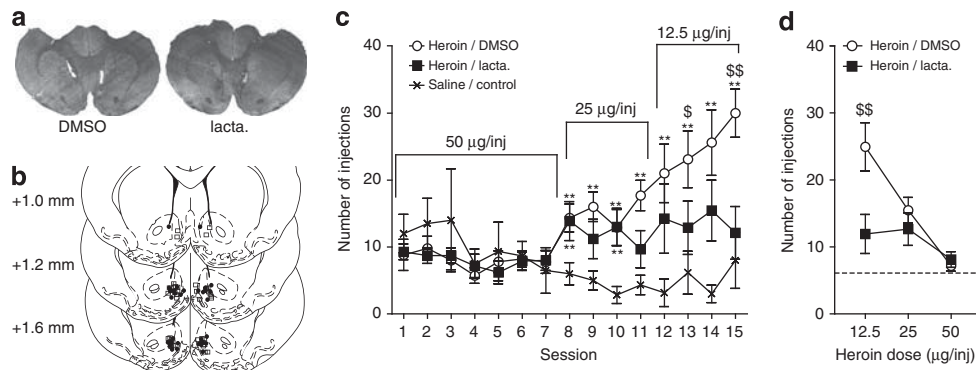 a
DMSO
lacta.
b
+1.0 mm
+1.2 mm
+1.6 mm
c
Heroin / DMSO
Heroin / lacta.
Saline / control
50 µg/inj
25 µg/inj
12.5 µg/inj
$
$$
** ** ** ** ** ** ** **
** **
Number of injections
40
30
20
10
0
1 2 3 4 5 6 7 8 9 10 11 12 13 14 15
Session
d
Heroin / DMSO
Heroin / lacta.
$$
Number of injections
40
30
20
10
0
12.5 25 50
Heroin dose (µg/inj)